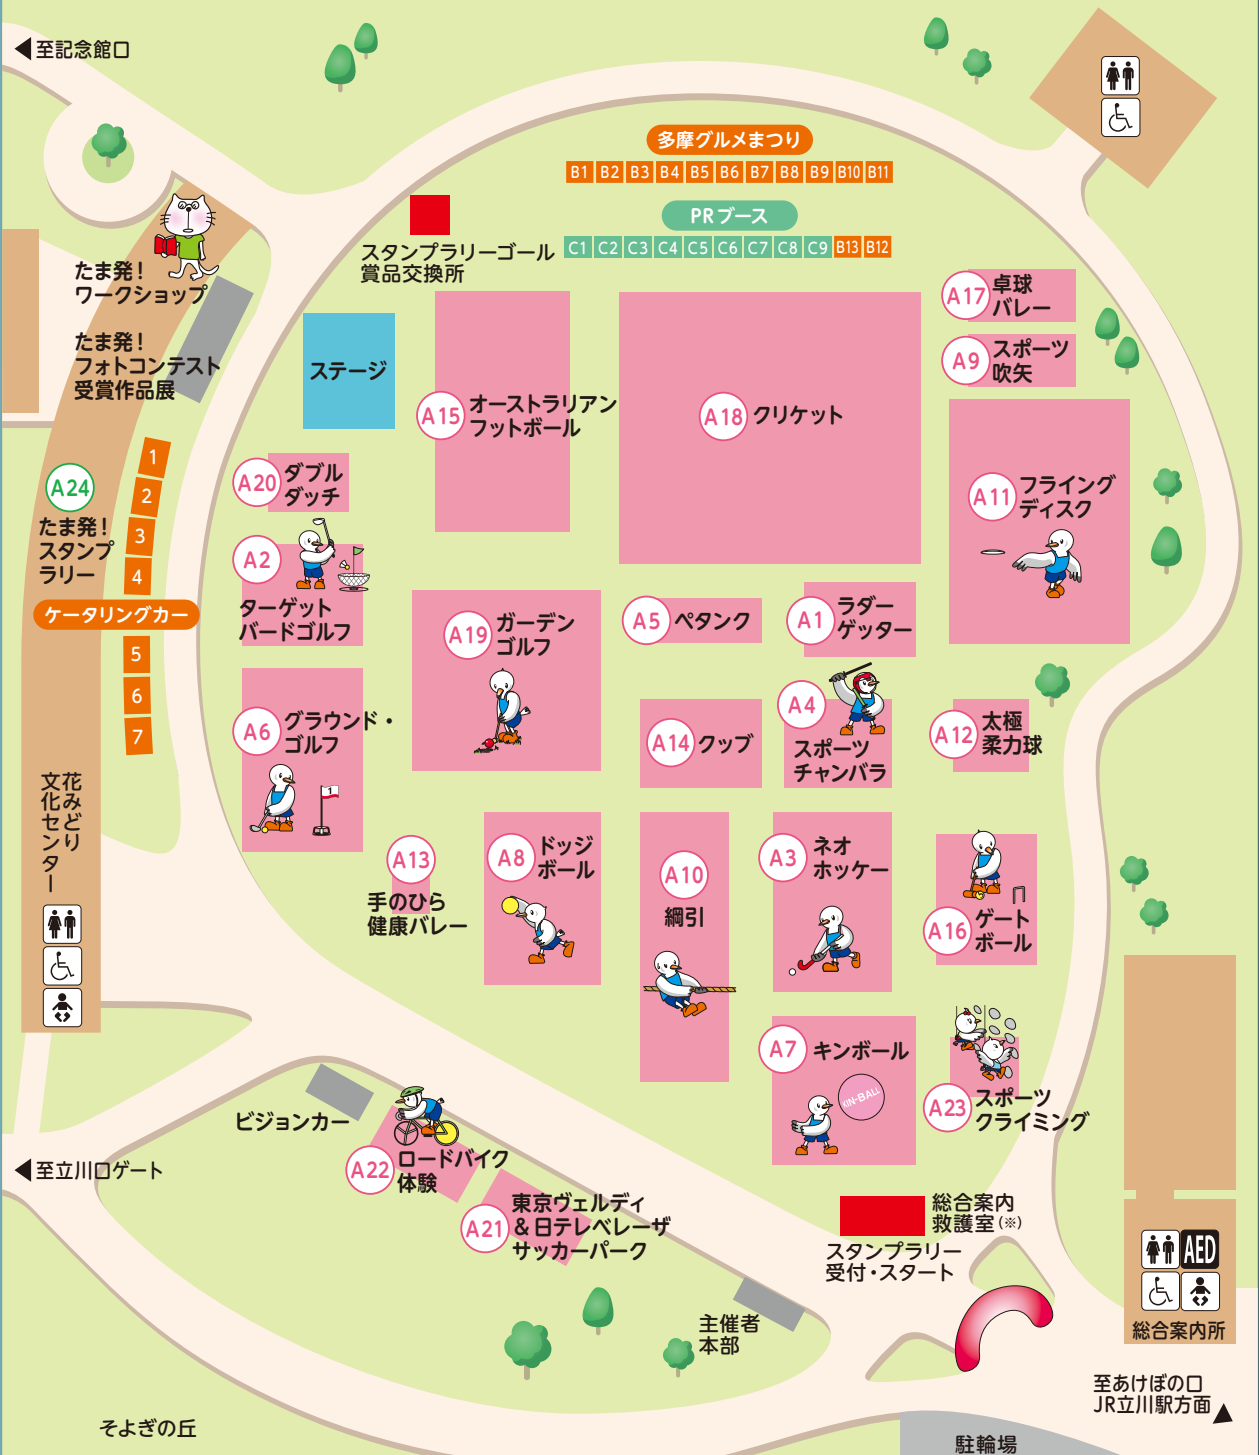 ◀至記念館口
多摩グルメまつり
B1 B2 B3 B4 B5 B6 B7 B8 B9 B10 B11
PRブース
C1 C2 C3 C4 C5 C6 C7 C8 C9 B13 B12
スタンプラリーゴール
賞品交換所
たま発！
ワークショップ
たま発！
フォトコンテスト
受賞作品展
ステージ
A15 オーストラリアン
フットボール
A18 クリケット
A17 卓球
バレー
A9 スポーツ
吹矢
A11 フライング
ディスク
A24
たま発！
スタンプ
ラリー
1
2
3
4
ケータリングカー
5
6
7
A20 ダブル
ダッチ
A2
ターゲット
バードゴルフ
A19 ガーデン
ゴルフ
A5 ペタンク
A1 ラダー
ゲッター
A6 グラウンド・
ゴルフ
1
A14 クッブ
A4
スポーツ
チャンバラ
A12 太極
柔力球
花みどり
文化センター
A13
手のひら
健康バレー
A8 ドッジ
ボール
A10
綱引
A3 ネオ
ホッケー
A16 ゲート
ボール
A7 キンボール
KIN-BALL
A23 スポーツ
クライミング
ビジョンカー
◀至立川口ゲート
A22 ロードバイク
体験
A21 東京ヴェルディ
＆日テレベレーザ
サッカーパーク
総合案内
救護室(※)
スタンプラリー
受付・スタート
主催者
本部
AED
総合案内所
至あけぼの口
JR立川駅方面▲
そよぎの丘
駐輪場